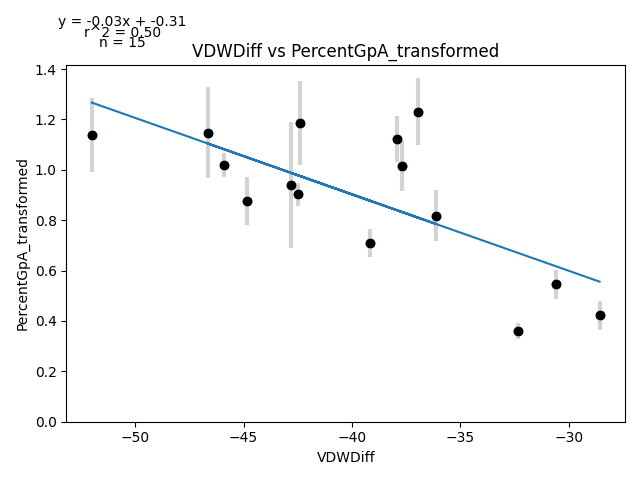 y = -0.03x + -0.31
r^2 = 0.50
n = 15
VDWDiff vs PercentGpA_transformed
1.4
1.2
1.0
0.8
0.6
0.4
0.2
0.0
PercentGpA_transformed
−50 −45 −40 −35 −30
VDWDiff